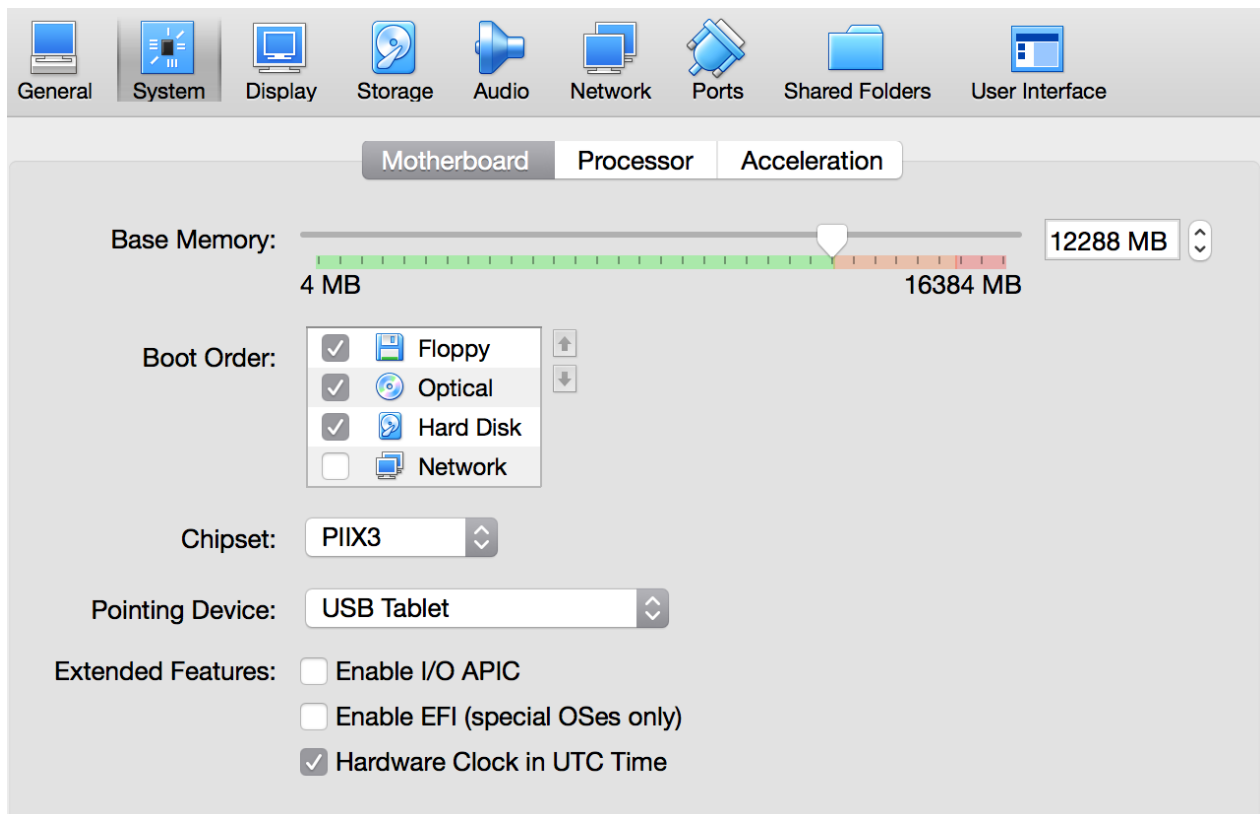 General System Display Storage Audio Network Ports Shared Folders User Interface
Motherboard Processor Acceleration
Base Memory: 12288 MB
4 MB 16384 MB
Boot Order: Floppy
Optical
Hard Disk
Network
Chipset: PIIX3
Pointing Device: USB Tablet
Extended Features: Enable I/O APIC
Enable EFI (special OSes only)
Hardware Clock in UTC Time